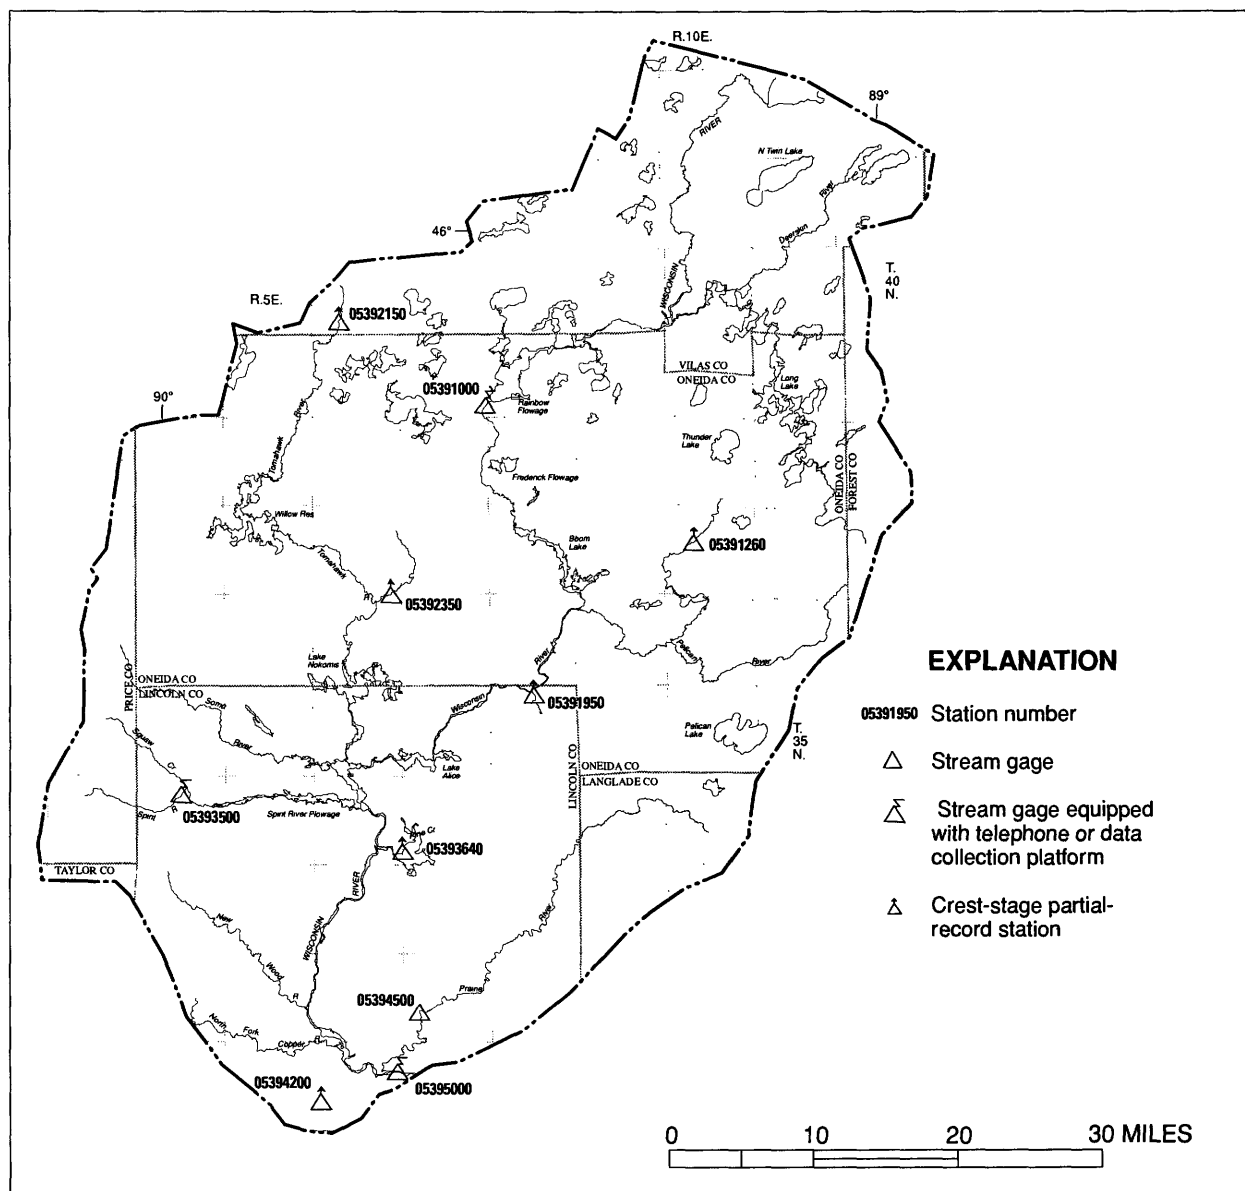 R.10E.
89°
RIVER
N Twin Lake
River
Deerskin
46°
WISCONSIN
T.
40
N.
R.5E.
05392150
VILAS CO
ONEIDA CO
Long
Lake
05391000
90°
Rainbow
Flowage
River
Tomahawk
Thunder
Lake
ONEIDA CO
FOREST CO
Frederick Flowage
Willow Res
Boom
Lake
05391260
Tomahawk
R
05392350
Pelican
River
River
Lake
Nokomis
PRICE CO
ONEIDA CO
LINCOLN CO
05391950
EXPLANATION
05391950 Station number
Somo
Wisconsin
Pelican
Lake
T.
35
N.
Squaw
River
Lake
Alice
LINCOLN CO
ONEIDA CO
LANGLADE CO
Stream gage
Cr
R
Spirit
05393500
Spirit River Flowage
Stream gage equipped
with telephone or data
collection platform
05393640
TAYLOR CO
RIVER
Crest-stage partial-
record station
New
River
WISCONSIN
Wood
R
Prairie
05394500
North
Fork
Copper
R
05394200
05395000
0 10 20 30 MILES